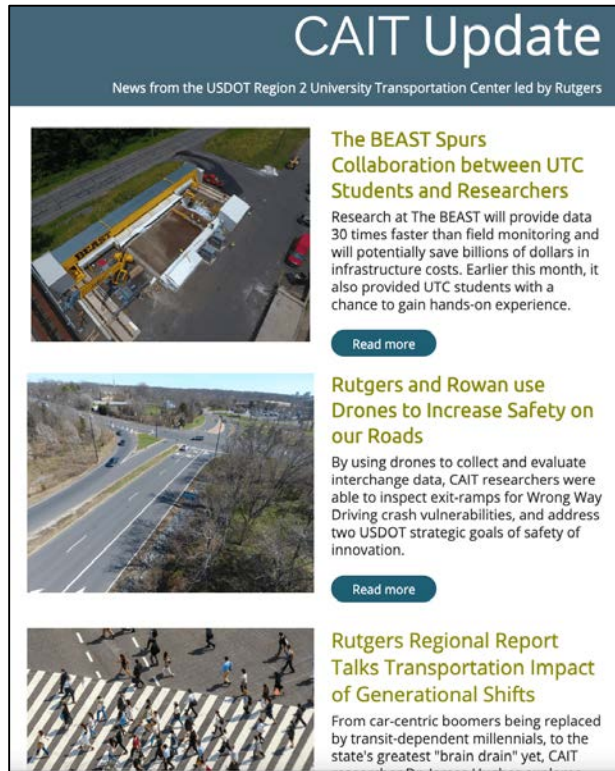 CAIT Update
News from the USDOT Region 2 University Transportation Center led by Rutgers
BEAST
The BEAST Spurs
Collaboration between UTC
Students and Researchers
Research at The BEAST will provide data
30 times faster than field monitoring and
will potentially save billions of dollars in
infrastructure costs. Earlier this month, it
also provided UTC students with a
chance to gain hands-on experience.
Read more
Rutgers and Rowan use
Drones to Increase Safety on
our Roads
By using drones to collect and evaluate
interchange data, CAIT researchers were
able to inspect exit-ramps for Wrong Way
Driving crash vulnerabilities, and address
two USDOT strategic goals of safety of
innovation.
Read more
Rutgers Regional Report
Talks Transportation Impact
of Generational Shifts
From car-centric boomers being replaced
by transit-dependent millennials, to the
state's greatest "brain drain" yet, CAIT